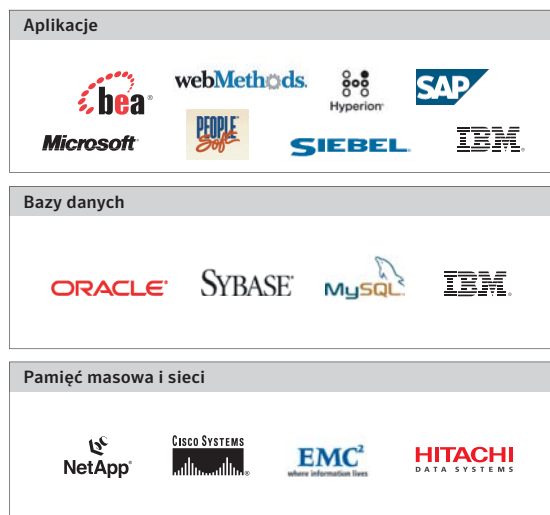 Aplikacje
bea
webMethods.
Hyperion
SAP
Microsoft
PEOPLE
Soft
SIEBEL
IBM
Bazy danych
ORACLE
SYBASE
MySQL
IBM
Pamięć masowa i sieci
NetApp
CISCO SYSTEMS
EMC²
where information lives
HITACHI
DATA SYSTEMS